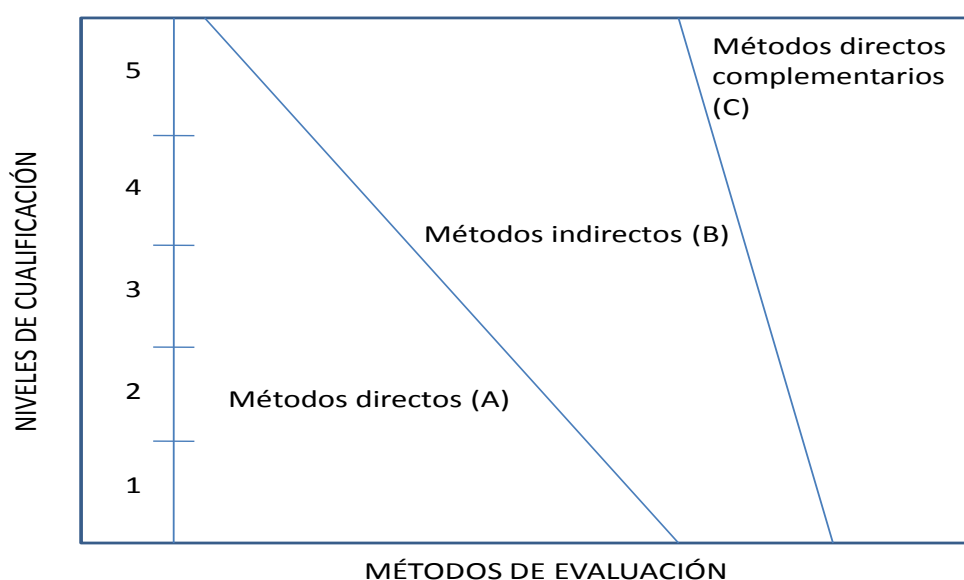 Métodos directos
complementarios
(C)
5
4
Métodos indirectos (B)
3
2
Métodos directos (A)
1
NIVELES DE CUALIFICACIÓN
MÉTODOS DE EVALUACIÓN